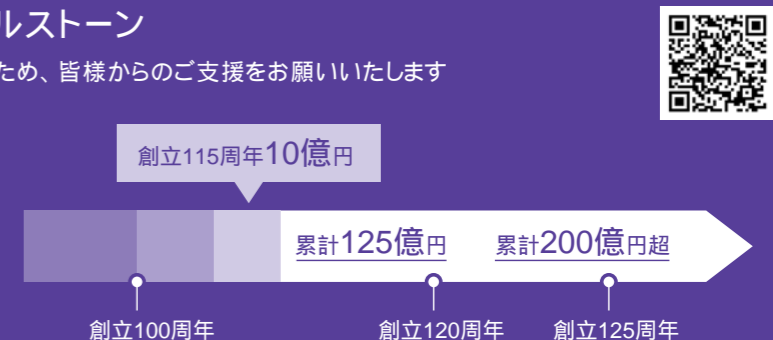 ルストーン
ため、皆様からのご支援をお願いいたします
創立115周年10億円
累計125億円
累計200億円超
創立100周年
創立120周年
創立125周年